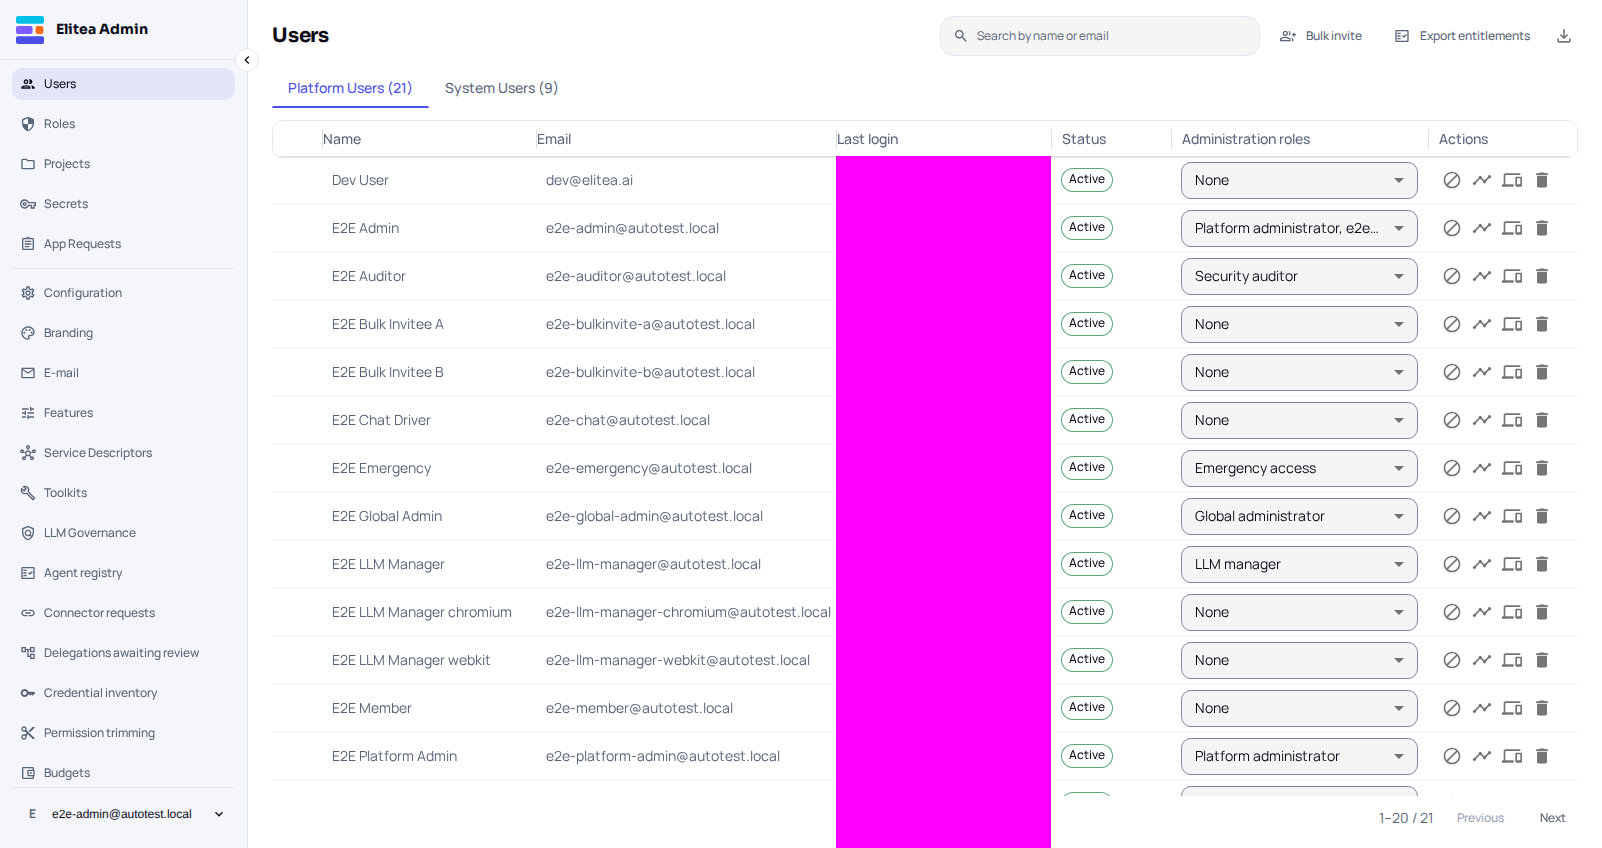 Elitea Admin
Users
Roles
Projects
Secrets
App Requests
Configuration
Branding
E-mail
Features
Service Descriptors
Toolkits
LLM Governance
Agent registry
Connector requests
Delegations awaiting review
Credential inventory
Permission trimming
Budgets
E e2e-admin@autotest.local
Users
Search by name or email
Bulk invite
Export entitlements
Platform Users (21) System Users (9)
Name Email Last login Status Administration roles Actions
Dev User dev@elitea.ai Active None
E2E Admin e2e-admin@autotest.local Active Platform administrator, e2e...
E2E Auditor e2e-auditor@autotest.local Active Security auditor
E2E Bulk Invitee A e2e-bulkinvite-a@autotest.local Active None
E2E Bulk Invitee B e2e-bulkinvite-b@autotest.local Active None
E2E Chat Driver e2e-chat@autotest.local Active None
E2E Emergency e2e-emergency@autotest.local Active Emergency access
E2E Global Admin e2e-global-admin@autotest.local Active Global administrator
E2E LLM Manager e2e-llm-manager@autotest.local Active LLM manager
E2E LLM Manager chromium e2e-llm-manager-chromium@autotest.local Active None
E2E LLM Manager webkit e2e-llm-manager-webkit@autotest.local Active None
E2E Member e2e-member@autotest.local Active None
E2E Platform Admin e2e-platform-admin@autotest.local Active Platform administrator
1–20 / 21 Previous Next